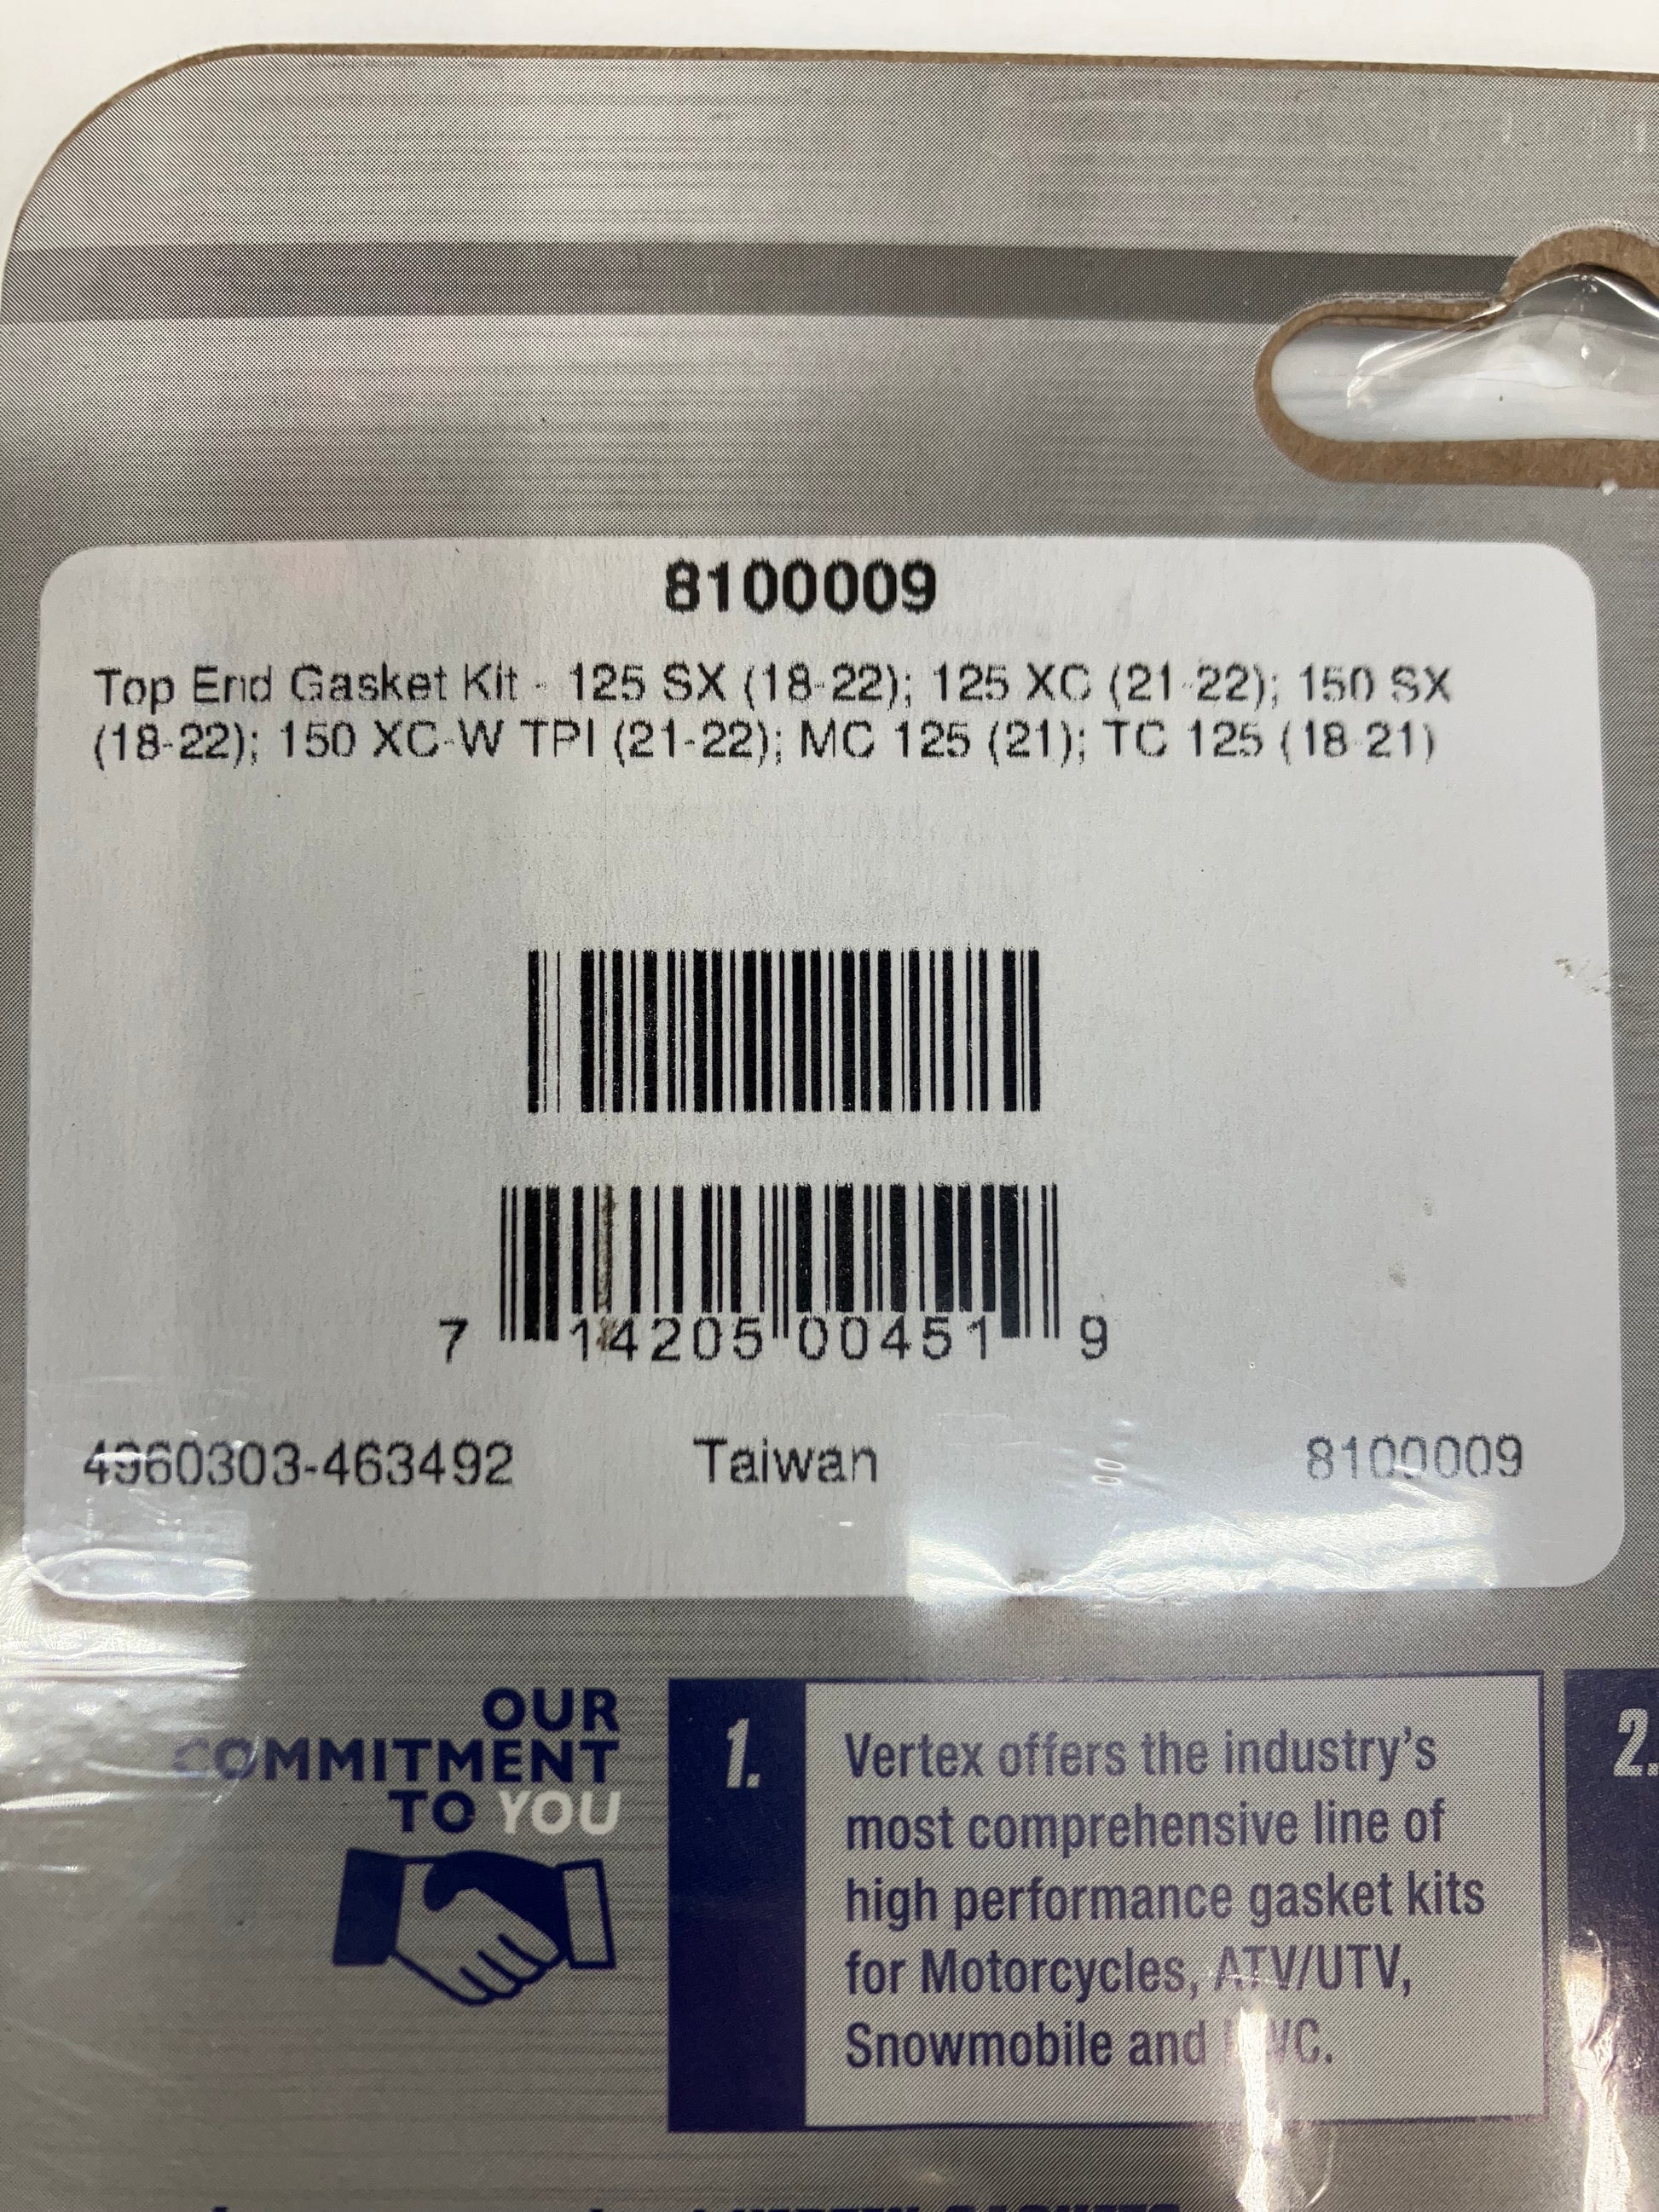 8100009
Top End Gasket Kit - 125 SX (18-22); 125 XC (21-22); 150 SX
(18-22); 150 XC-W TPI (21-22); MC 125 (21); TC 125 (18-21)
7 14205 00451 9
4960303-463492 Taiwan 8100009
OUR
COMMITMENT
TO YOU
1.
Vertex offers the industry's
most comprehensive line of
high performance gasket kits
for Motorcycles, ATV/UTV,
Snowmobile and
2.